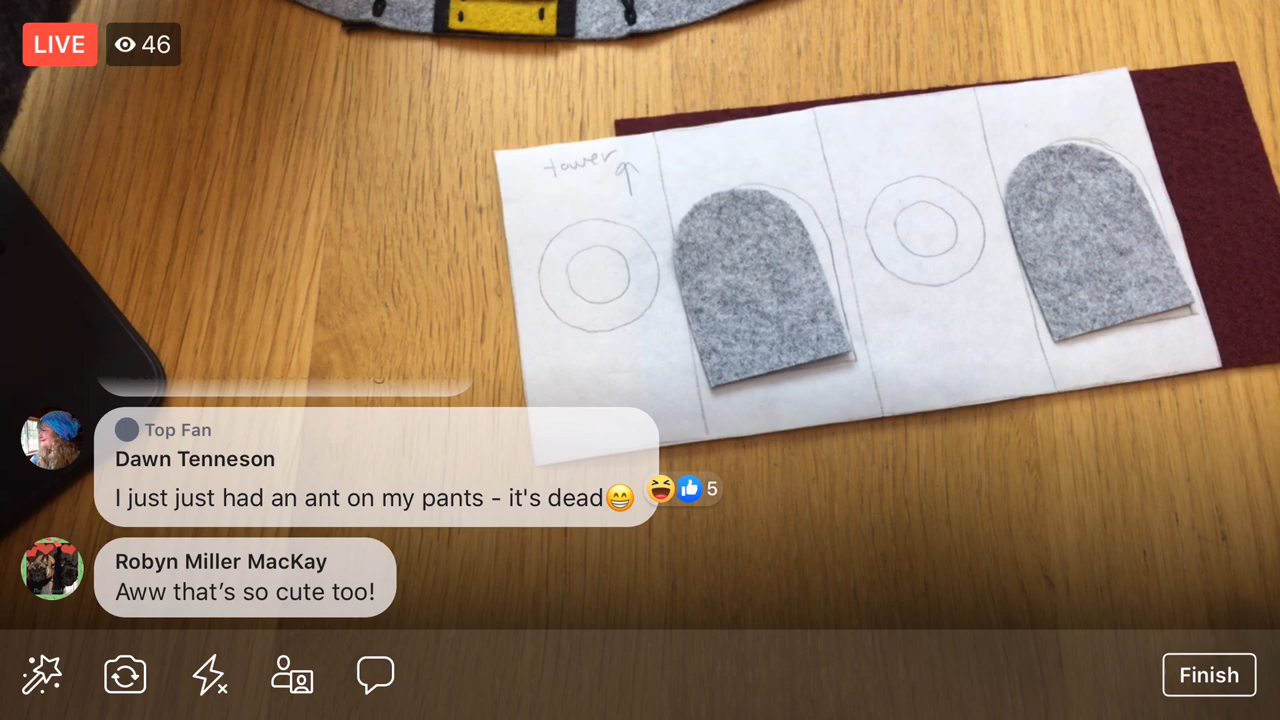 LIVE 46
tower 9
Top Fan
Dawn Tenneson
I just just had an ant on my pants - it's dead😁
5
Robyn Miller MacKay
Aww that's so cute too!
Finish